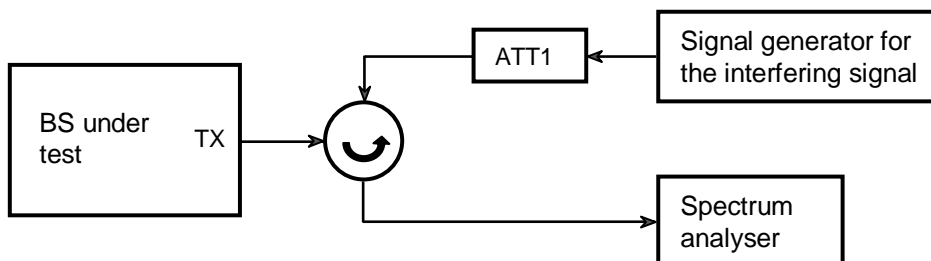 BS under
test
TX
ATT1
Signal generator for
the interfering signal
Spectrum
analyser